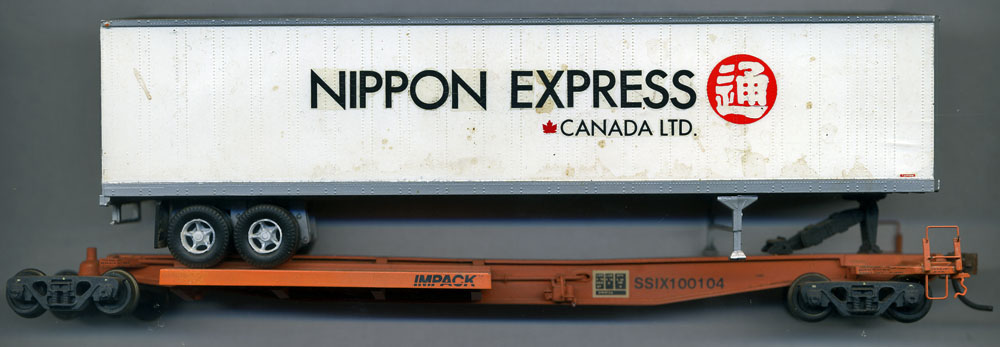 NIPPON EXPRESS 通
CANADA LTD.
IMPACK
SSIX100104